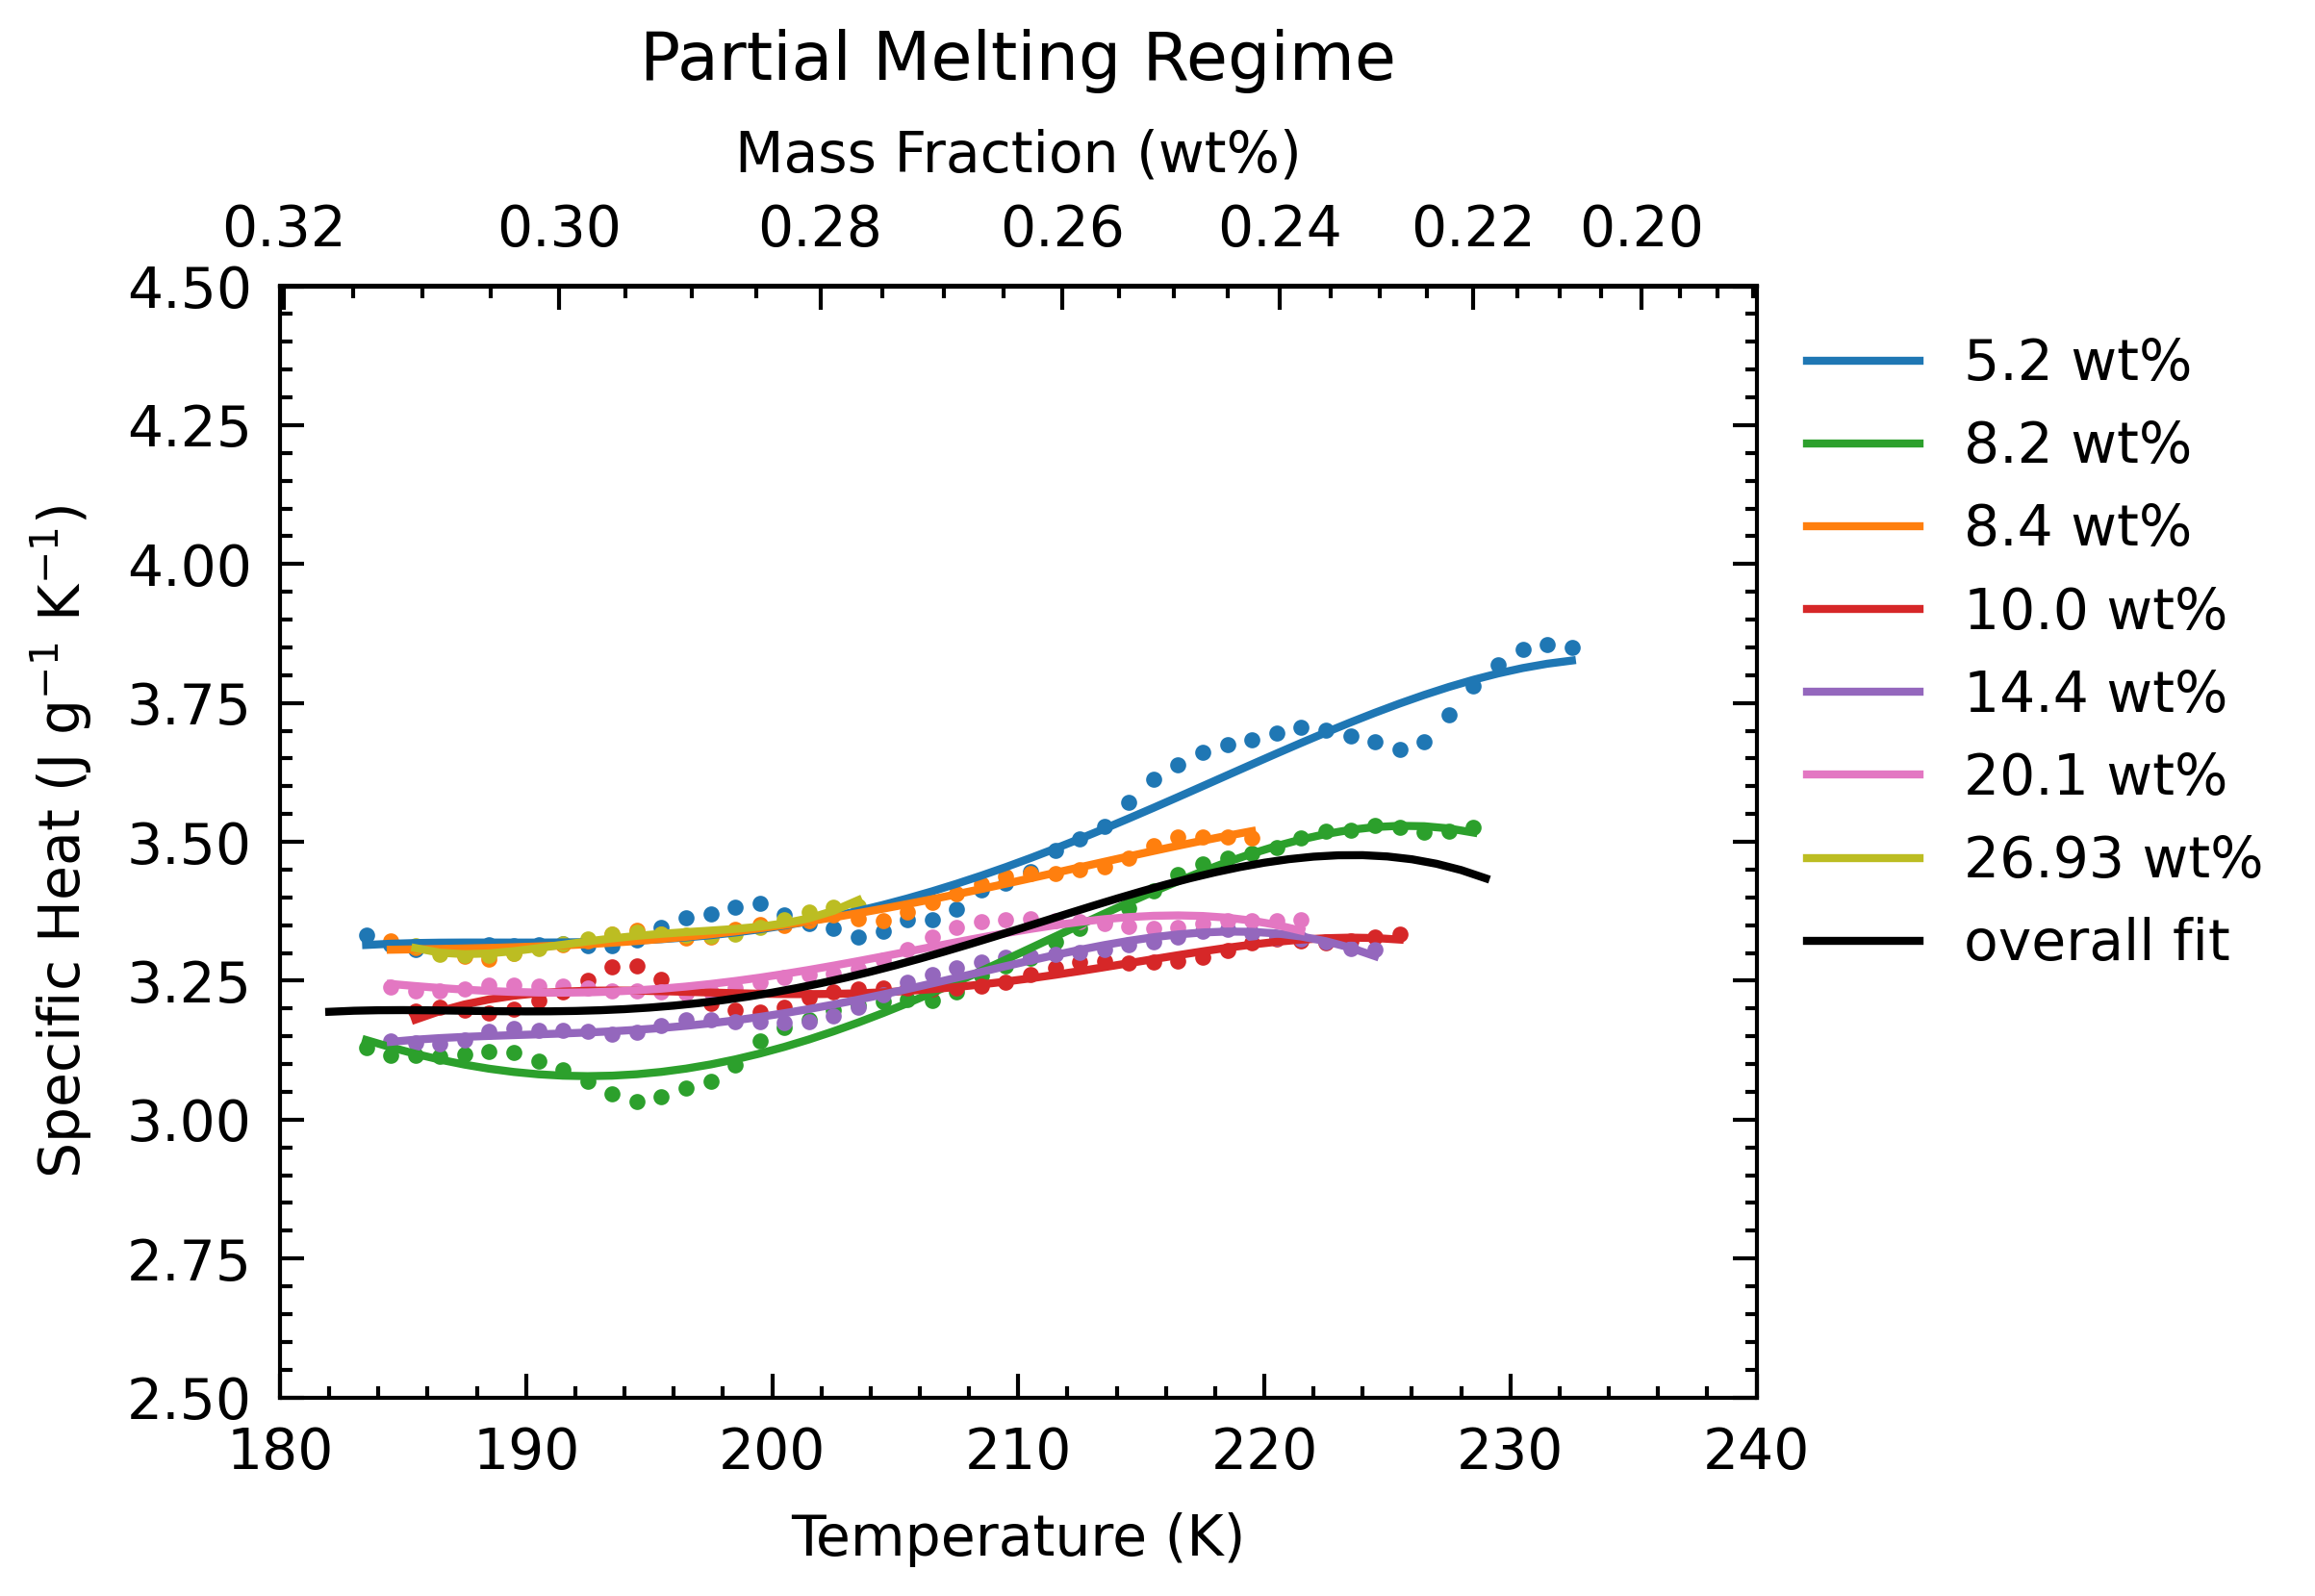 Partial Melting Regime
Mass Fraction (wt%)
0.32 0.30 0.28 0.26 0.24 0.22 0.20
4.50
4.25
4.00
3.75
3.50
3.25
3.00
2.75
2.50
Specific Heat (J g⁻¹ K⁻¹)
180 190 200 210 220 230 240
Temperature (K)
5.2 wt%
8.2 wt%
8.4 wt%
10.0 wt%
14.4 wt%
20.1 wt%
26.93 wt%
overall fit